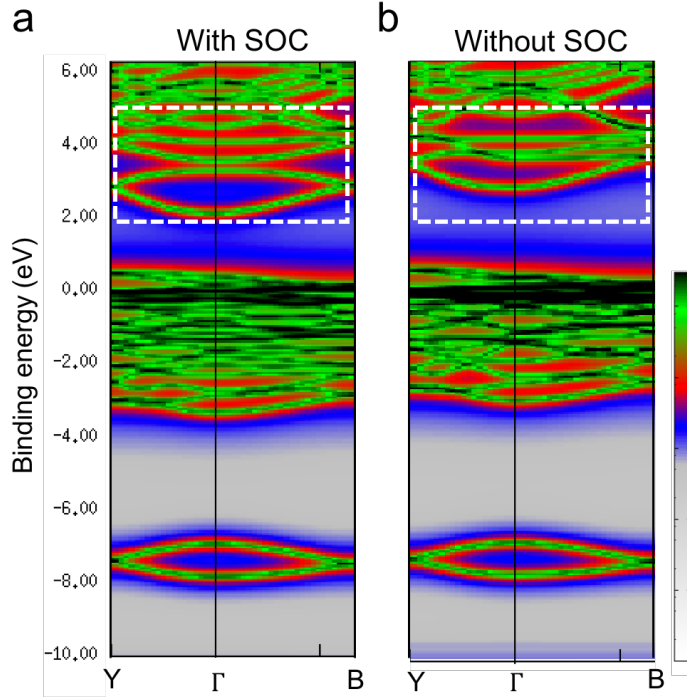 a
With SOC
b
Without SOC
Binding energy (eV)
6.00
4.00
2.00
0.00
-2.00
-4.00
-6.00
-8.00
-10.00
Y
Γ
B
Y
Γ
B